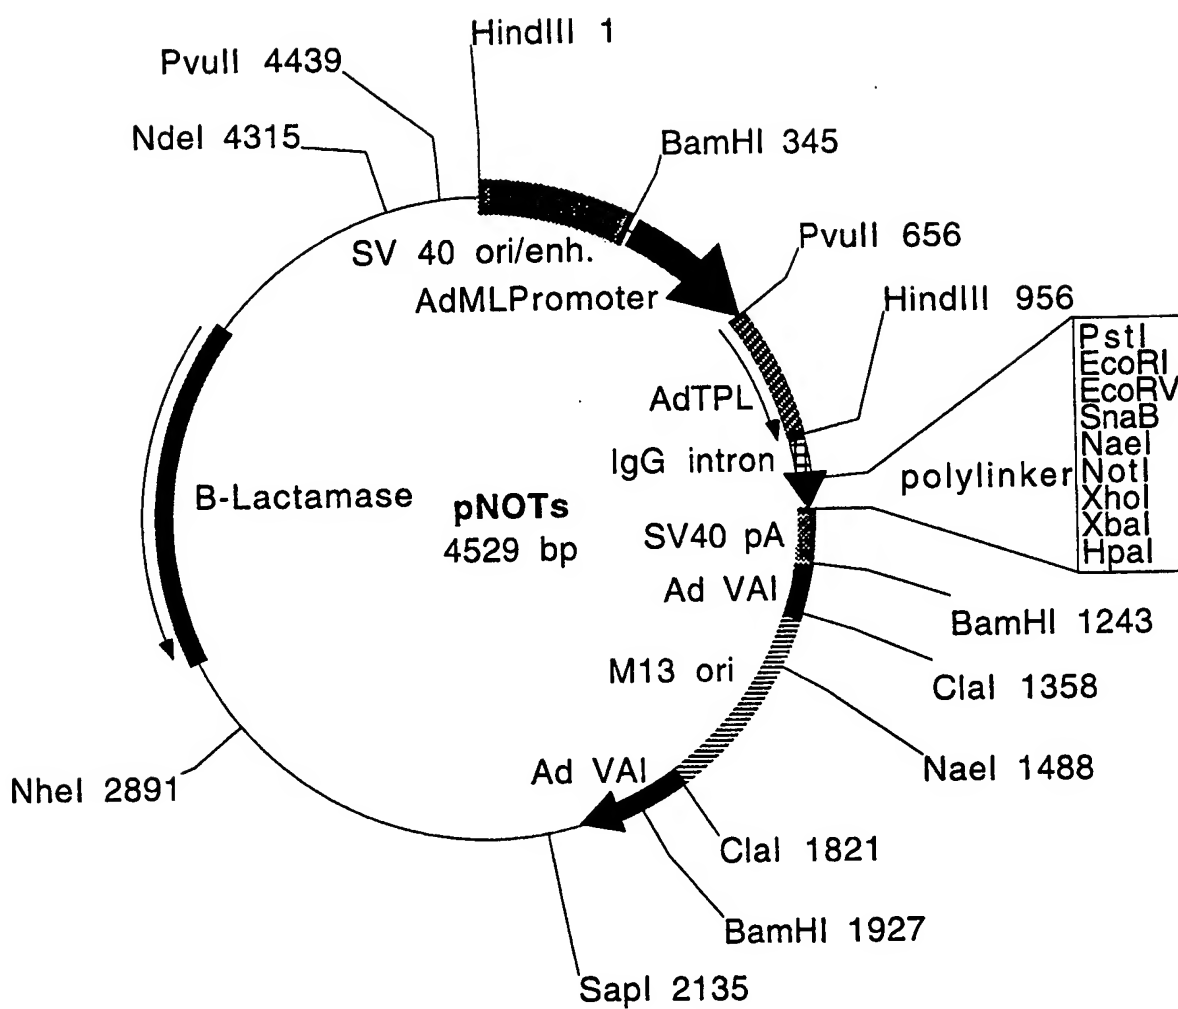 HindIII 1
PvuII 4439
NdeI 4315
BamHI 345
PvuII 656
SV 40 ori/enh.
AdMLPromoter
HindIII 956
PstI
EcoRI
EcoRV
SnaB
NaeI
NotI
XhoI
XbaI
HpaI
AdTPL
IgG intron
polylinker
B-Lactamase
pNOTs
4529 bp
SV40 pA
Ad VAI
BamHI 1243
M13 ori
ClaI 1358
NaeI 1488
Ad VAI
NheI 2891
ClaI 1821
BamHI 1927
SapI 2135